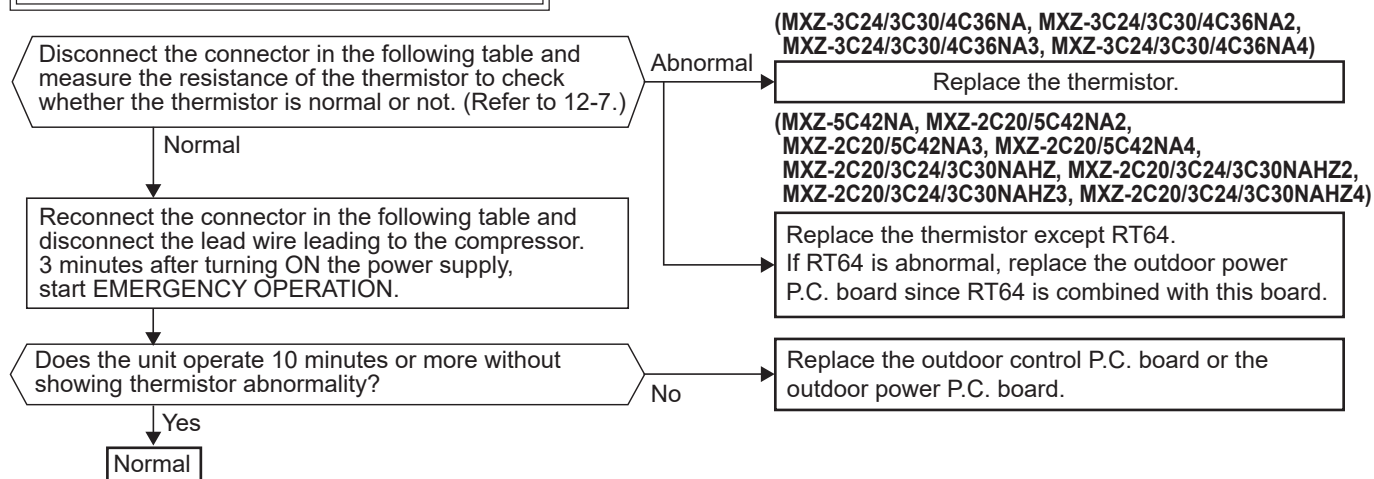 Disconnect the connector in the following table and
measure the resistance of the thermistor to check
whether the thermistor is normal or not. (Refer to 12-7.)
Abnormal
(MXZ-3C24/3C30/4C36NA, MXZ-3C24/3C30/4C36NA2,
MXZ-3C24/3C30/4C36NA3, MXZ-3C24/3C30/4C36NA4)
Replace the thermistor.
(MXZ-5C42NA, MXZ-2C20/5C42NA2,
MXZ-2C20/5C42NA3, MXZ-2C20/5C42NA4,
MXZ-2C20/3C24/3C30NAHZ, MXZ-2C20/3C24/3C30NAHZ2,
MXZ-2C20/3C24/3C30NAHZ3, MXZ-2C20/3C24/3C30NAHZ4)
Replace the thermistor except RT64.
If RT64 is abnormal, replace the outdoor power
P.C. board since RT64 is combined with this board.
Normal
Reconnect the connector in the following table and
disconnect the lead wire leading to the compressor.
3 minutes after turning ON the power supply,
start EMERGENCY OPERATION.
Does the unit operate 10 minutes or more without
showing thermistor abnormality?
No
Replace the outdoor control P.C. board or the
outdoor power P.C. board.
Yes
Normal